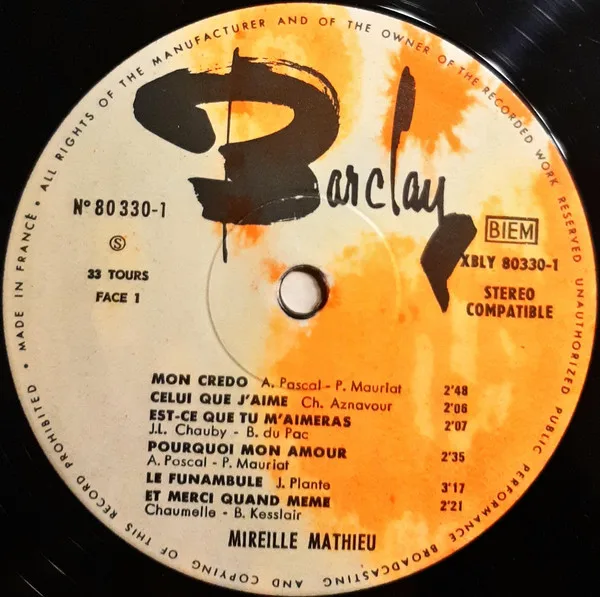 MADE IN FRANCE • ALL RIGHTS OF THE MANUFACTURER AND OF THE OWNER OF THE RECORDED WORK RESERVED UNAUTHORIZED PUBLIC PERFORMANCE BROADCASTING AND COPYING OF THIS RECORD PROHIBITED •
Barclay
N° 80 330-1
BIEM
Ⓢ
XBLY 80330-1
33 TOURS
STEREO
FACE 1
COMPATIBLE
MON CREDO A. Pascal - P. Mauriat 2'48
CELUI QUE J'AIME Ch. Aznavour 2'06
EST-CE QUE TU M'AIMERAS 2'07
J.L. Chauby - B. du Pac
POURQUOI MON AMOUR 2'35
A. Pascal - P. Mauriat
LE FUNAMBULE J. Plante 3'17
ET MERCI QUAND MEME 2'21
Chaumelle - B. Kesslair
MIREILLE MATHIEU